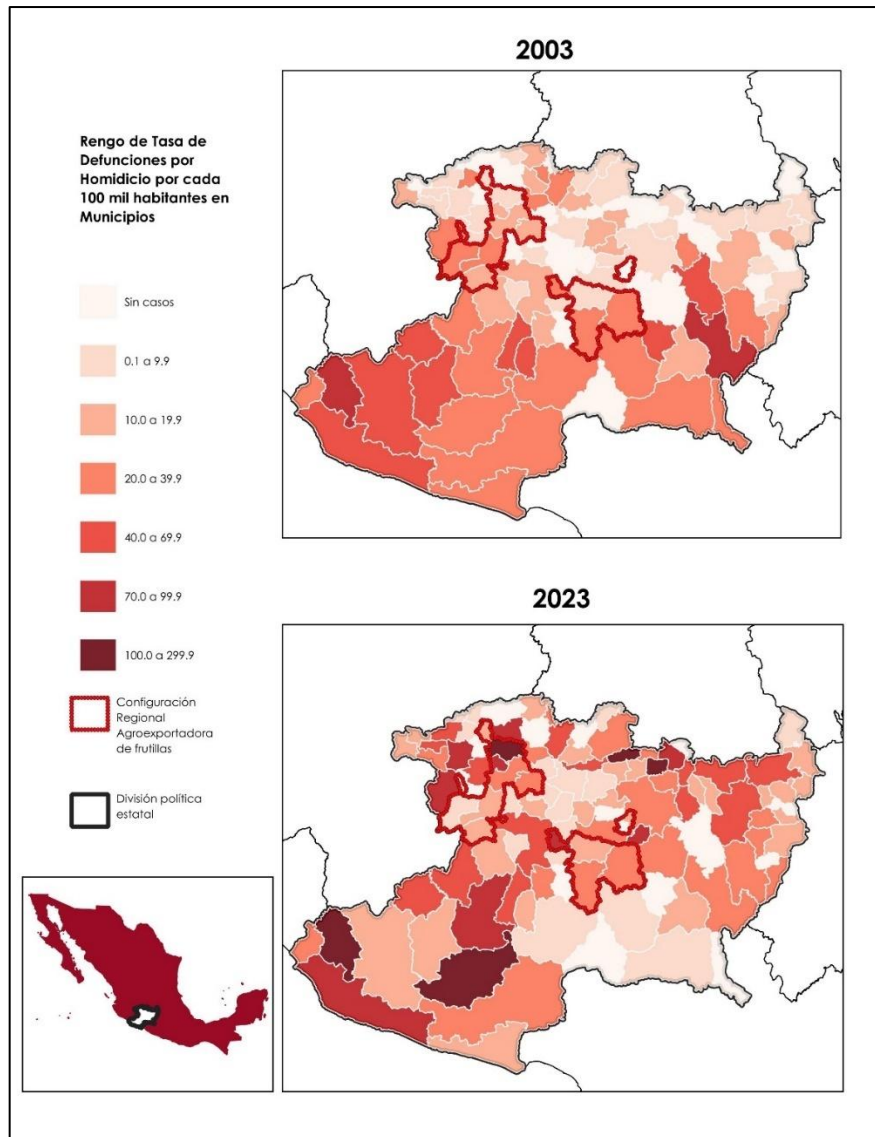 2003
Rengo de Tasa de
Defunciones por
Homidicio por cada
100 mil habitantes en
Municipios
Sin casos
0.1 a 9.9
10.0 a 19.9
20.0 a 39.9
40.0 a 69.9
70.0 a 99.9
100.0 a 299.9
Configuración
Regional
Agroexportadora
de frutillas
División política
estatal
2023